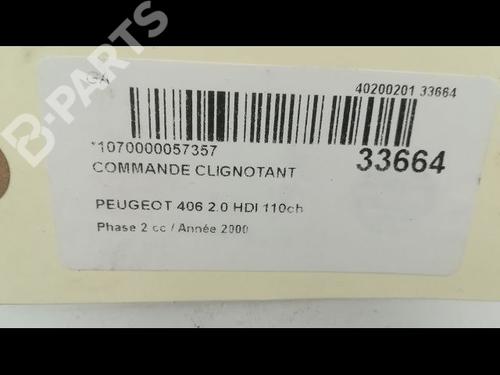 B-PARTS
GA
40200201 33664
*1070000057357
33664
COMMANDE CLIGNOTANT
PEUGEOT 406 2.0 HDI 110ch
Phase 2 cc / Année 2000